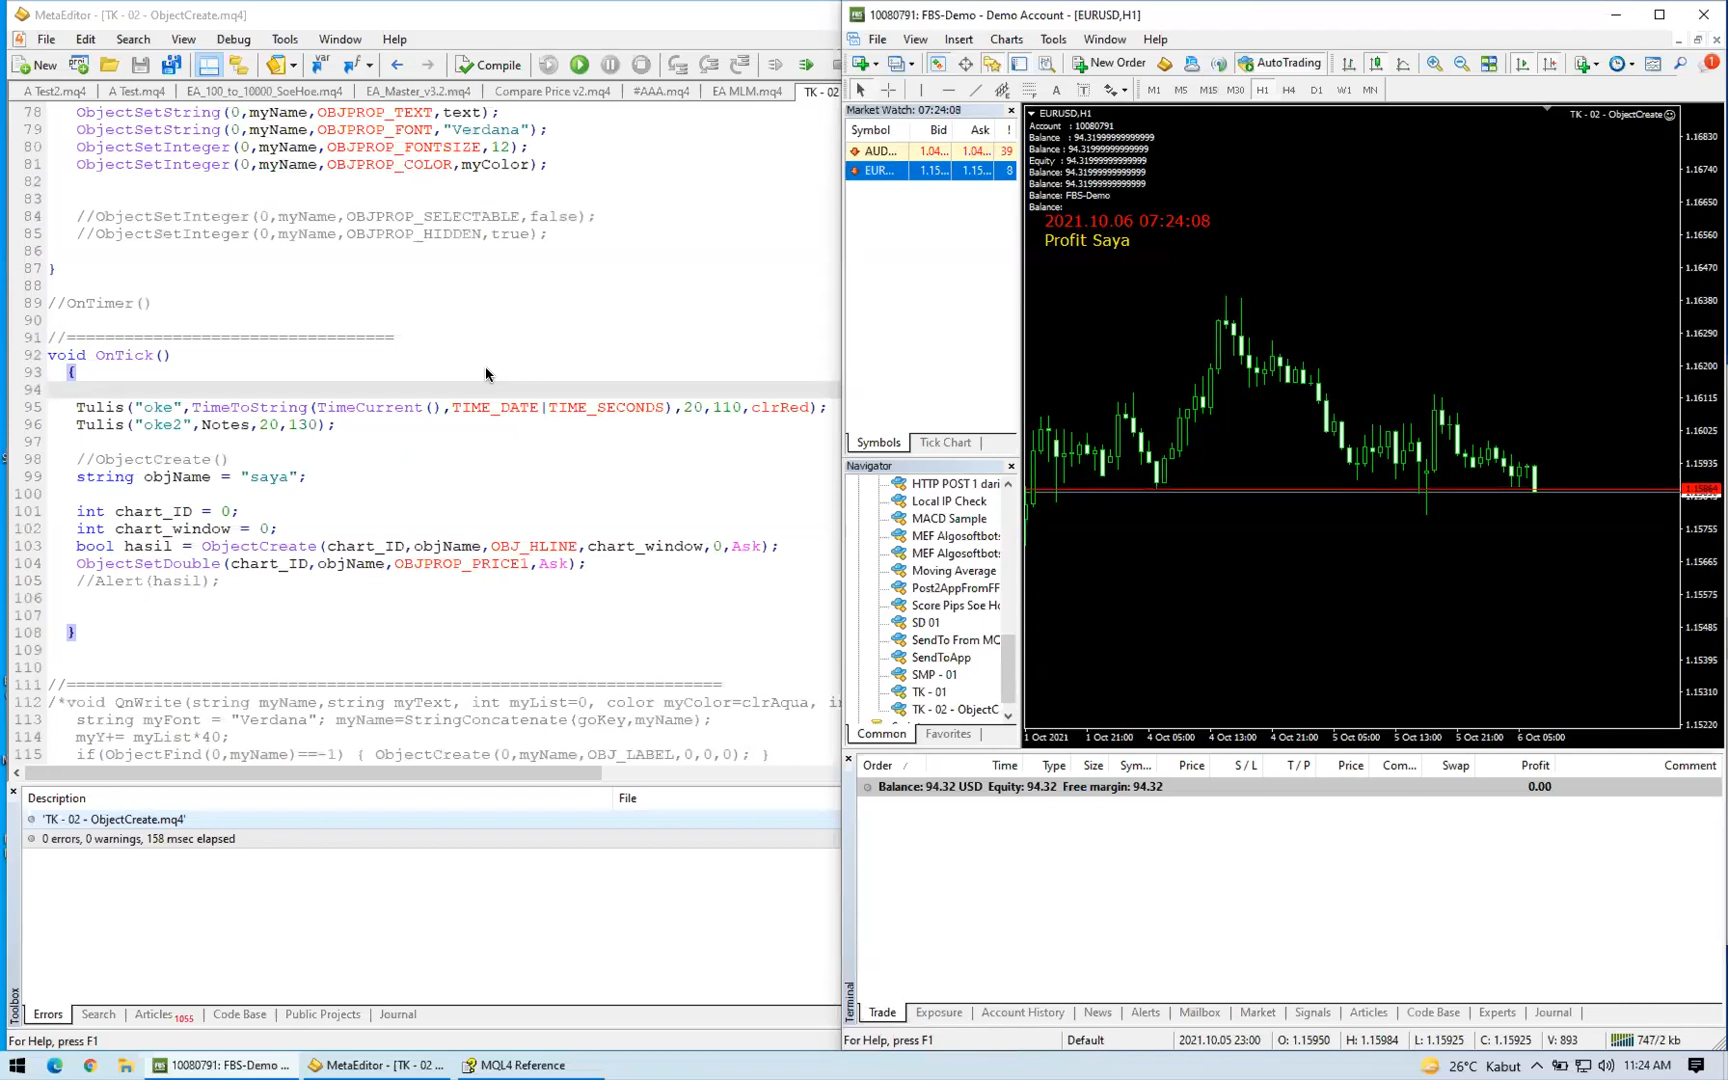 MetaEditor - [TK - 02 - ObjectCreate.mq4]
File Edit Search View Debug Tools Window Help
New Compile
A Test2.mq4 A Test.mq4 EA_100_to_10000_SoeHoe.mq4 EA_Master_v3.2.mq4 Compare Price v2.mq4 #AAA.mq4 EA MLM.mq4 TK - 02
78 ObjectSetString(0,myName,OBJPROP_TEXT,text);
79 ObjectSetString(0,myName,OBJPROP_FONT,"Verdana");
80 ObjectSetInteger(0,myName,OBJPROP_FONTSIZE,12);
81 ObjectSetInteger(0,myName,OBJPROP_COLOR,myColor);
82
83
84 //ObjectSetInteger(0,myName,OBJPROP_SELECTABLE,false);
85 //ObjectSetInteger(0,myName,OBJPROP_HIDDEN,true);
86
87 }
88
89 //OnTimer()
90
91 //===================================
92 void OnTick()
93 {
94
95 Tulis("oke",TimeToString(TimeCurrent(),TIME_DATE|TIME_SECONDS),20,110,clrRed);
96 Tulis("oke2",Notes,20,130);
97
98 //ObjectCreate()
99 string objName = "saya";
100
101 int chart_ID = 0;
102 int chart_window = 0;
103 bool hasil = ObjectCreate(chart_ID,objName,OBJ_HLINE,chart_window,0,Ask);
104 ObjectSetDouble(chart_ID,objName,OBJPROP_PRICE1,Ask);
105 //Alert(hasil);
106
107
108 }
109
110
111 //=====================================================================
112 /*void QnWrite(string myName,string myText, int myList=0, color myColor=clrAqua, in
113 string myFont = "Verdana"; myName=StringConcatenate(goKey,myName);
114 myY+= myList*40;
115 if(ObjectFind(0,myName)==-1) { ObjectCreate(0,myName,OBJ_LABEL,0,0,0); }
Description File
'TK - 02 - ObjectCreate.mq4'
0 errors, 0 warnings, 158 msec elapsed
Toolbox
Errors Search Articles 1055 Code Base Public Projects Journal
For Help, press F1
10080791: FBS-Demo - Demo Account - [EURUSD,H1]
File View Insert Charts Tools Window Help
New Order AutoTrading 1
A T M1 M5 M15 M30 H1 H4 D1 W1 MN
Market Watch: 07:24:08
Symbol Bid Ask !
AUD... 1.04... 1.04... 39
EUR... 1.15... 1.15... 8
Symbols Tick Chart
Navigator
HTTP POST 1 dari
Local IP Check
MACD Sample
MEF Algosoftbots
MEF Algosoftbots
Moving Average
Post2AppFromFF
Score Pips Soe Ho
SD 01
SendTo From MQ
SendToApp
SMP - 01
TK - 01
TK - 02 - ObjectC
Common Favorites
EURUSD,H1
TK - 02 - ObjectCreate
Account : 10080791
Balance : 94.31999999999999
Balance : 94.31999999999999
Equity : 94.31999999999999
Balance: 94.31999999999999
Balance: 94.31999999999999
Balance: FBS-Demo
Balance:
2021.10.06 07:24:08
Profit Saya
1.16830
1.16740
1.16650
1.16560
1.16470
1.16380
1.16290
1.16200
1.16115
1.16025
1.15935
1.15864
1.15755
1.15665
1.15575
1.15485
1.15395
1.15310
1.15220
1 Oct 2021 1 Oct 21:00 4 Oct 05:00 4 Oct 13:00 4 Oct 21:00 5 Oct 05:00 5 Oct 13:00 5 Oct 21:00 6 Oct 05:00
Order Time Type Size Sym... Price S / L T / P Price Com... Swap Profit Comment
Balance: 94.32 USD Equity: 94.32 Free margin: 94.32 0.00
Terminal
Trade Exposure Account History News Alerts Mailbox Market Signals Articles Code Base Experts Journal
For Help, press F1 Default 2021.10.05 23:00 O: 1.15950 H: 1.15984 L: 1.15925 C: 1.15925 V: 893 747/2 kb
10080791: FBS-Demo ... MetaEditor - [TK - 02 ... MQL4 Reference 26°C Kabut 11:24 AM